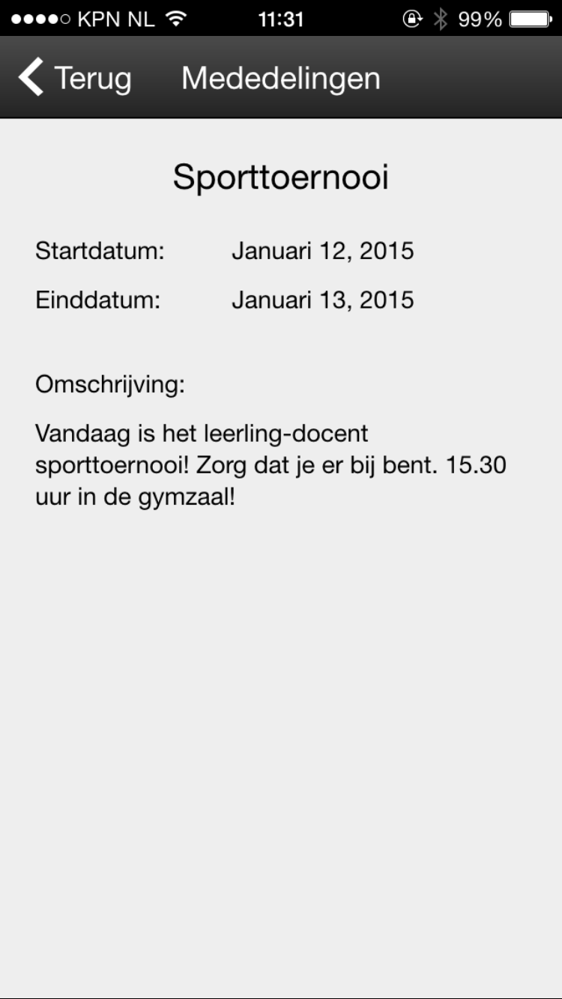 KPN NL 11:31 99%
Terug Mededelingen
Sporttoernooi
Startdatum: Januari 12, 2015
Einddatum: Januari 13, 2015
Omschrijving:
Vandaag is het leerling-docent
sporttoernooi! Zorg dat je er bij bent. 15.30
uur in de gymzaal!